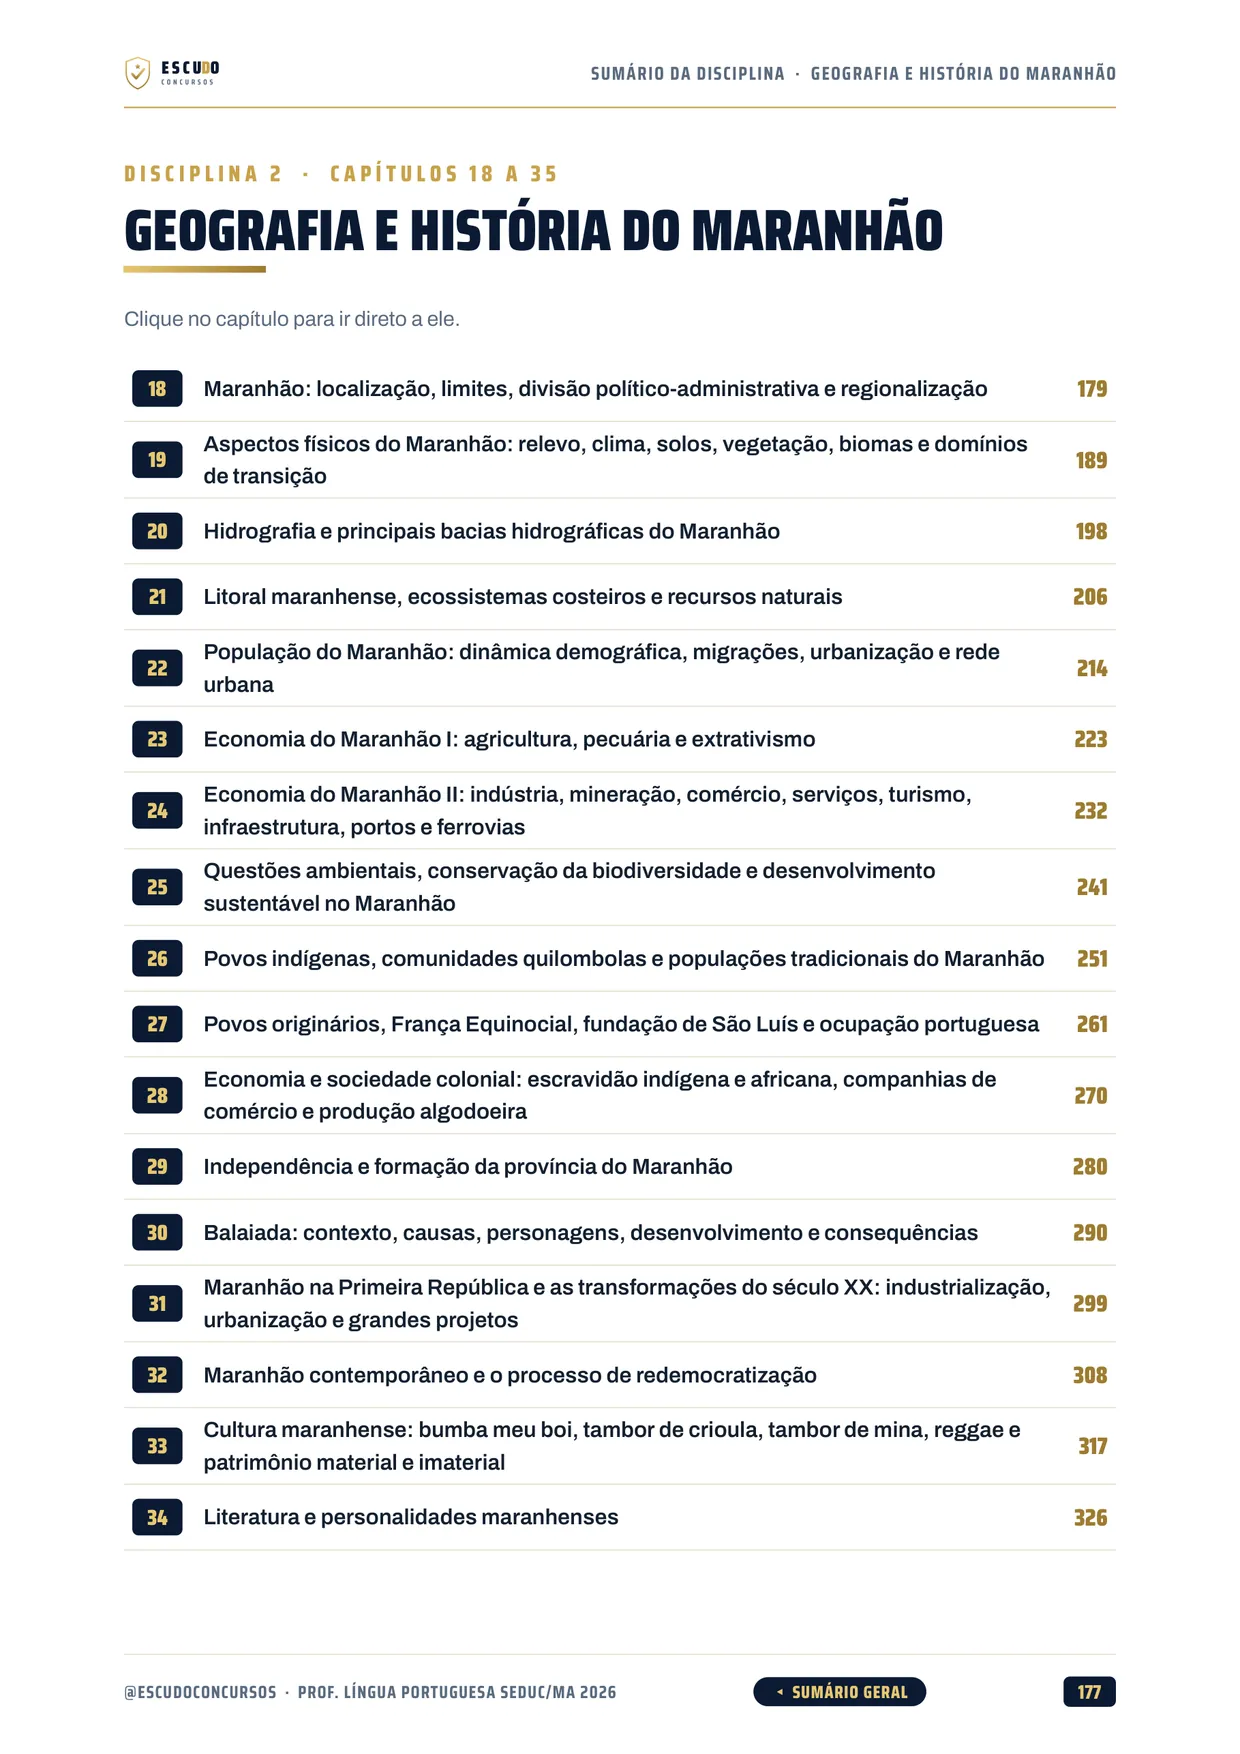 ESCUDO
CONCURSOS
SUMÁRIO DA DISCIPLINA · GEOGRAFIA E HISTÓRIA DO MARANHÃO
DISCIPLINA 2 · CAPÍTULOS 18 A 35
GEOGRAFIA E HISTÓRIA DO MARANHÃO
Clique no capítulo para ir direto a ele.
18 Maranhão: localização, limites, divisão político-administrativa e regionalização 179
19 Aspectos físicos do Maranhão: relevo, clima, solos, vegetação, biomas e domínios
de transição 189
20 Hidrografia e principais bacias hidrográficas do Maranhão 198
21 Litoral maranhense, ecossistemas costeiros e recursos naturais 206
22 População do Maranhão: dinâmica demográfica, migrações, urbanização e rede
urbana 214
23 Economia do Maranhão I: agricultura, pecuária e extrativismo 223
24 Economia do Maranhão II: indústria, mineração, comércio, serviços, turismo,
infraestrutura, portos e ferrovias 232
25 Questões ambientais, conservação da biodiversidade e desenvolvimento
sustentável no Maranhão 241
26 Povos indígenas, comunidades quilombolas e populações tradicionais do Maranhão 251
27 Povos originários, França Equinocial, fundação de São Luís e ocupação portuguesa 261
28 Economia e sociedade colonial: escravidão indígena e africana, companhias de
comércio e produção algodoeira 270
29 Independência e formação da província do Maranhão 280
30 Balaiada: contexto, causas, personagens, desenvolvimento e consequências 290
31 Maranhão na Primeira República e as transformações do século XX: industrialização,
urbanização e grandes projetos 299
32 Maranhão contemporâneo e o processo de redemocratização 308
33 Cultura maranhense: bumba meu boi, tambor de crioula, tambor de mina, reggae e
patrimônio material e imaterial 317
34 Literatura e personalidades maranhenses 326
@ESCUDOCONCURSOS · PROF. LÍNGUA PORTUGUESA SEDUC/MA 2026
SUMÁRIO GERAL
177